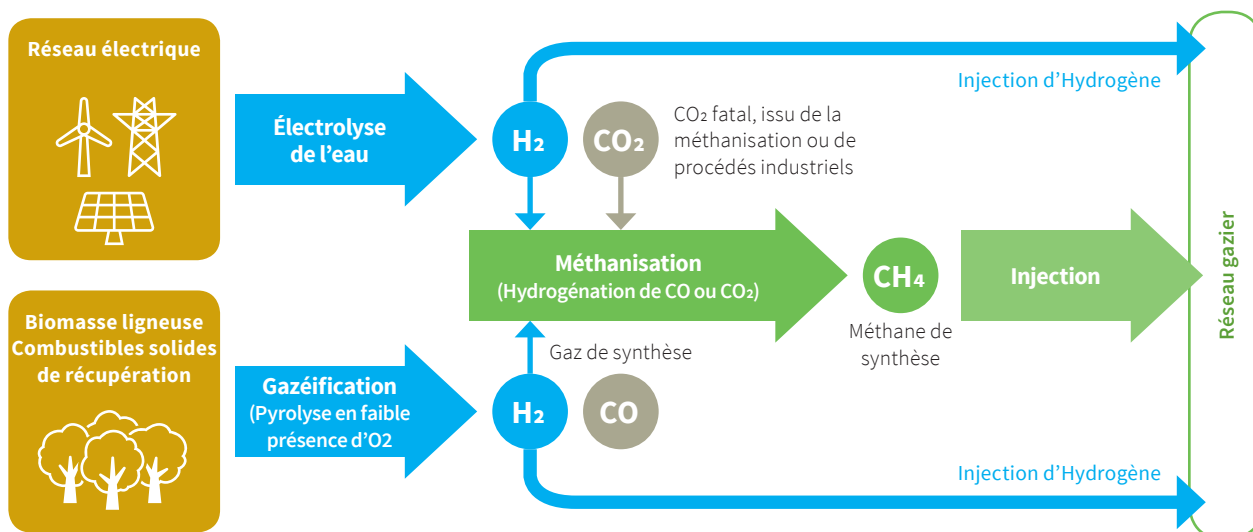 Réseau électrique
Électrolyse
de l’eau
H₂
CO₂
CO₂ fatal, issu de la
méthanisation ou de
procédés industriels
Injection d’Hydrogène
Méthanisation
(Hydrogénation de CO ou CO₂)
CH₄
Méthane de
synthèse
Injection
Réseau gazier
Biomasse ligneuse
Combustibles solides
de récupération
Gazéification
(Pyrolyse en faible
présence d’O2
Gaz de synthèse
H₂
CO
Injection d’Hydrogène